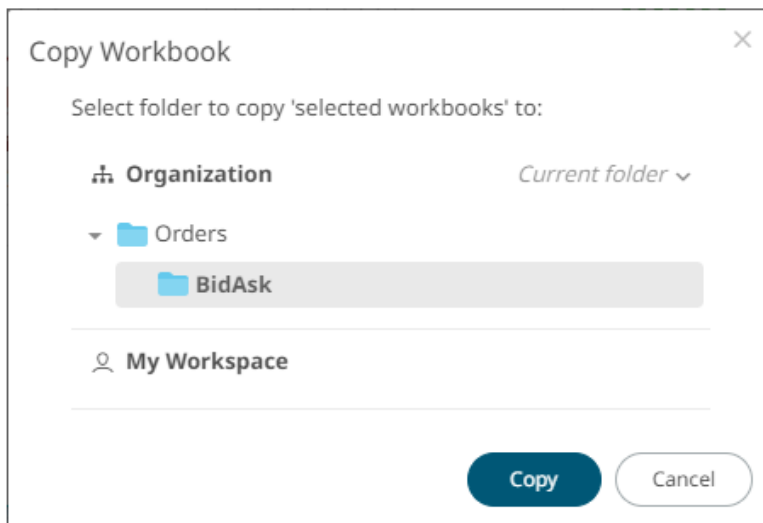 Copy Workbook
Select folder to copy 'selected workbooks' to:
Organization Current folder
Orders
BidAsk
My Workspace
Copy Cancel